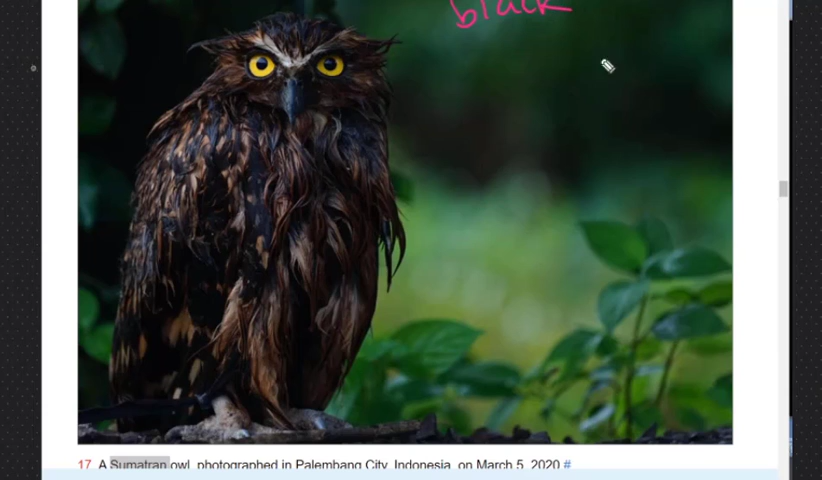 black
17 A Sumatran owl, photographed in Palembang City, Indonesia, on March 5, 2020 #